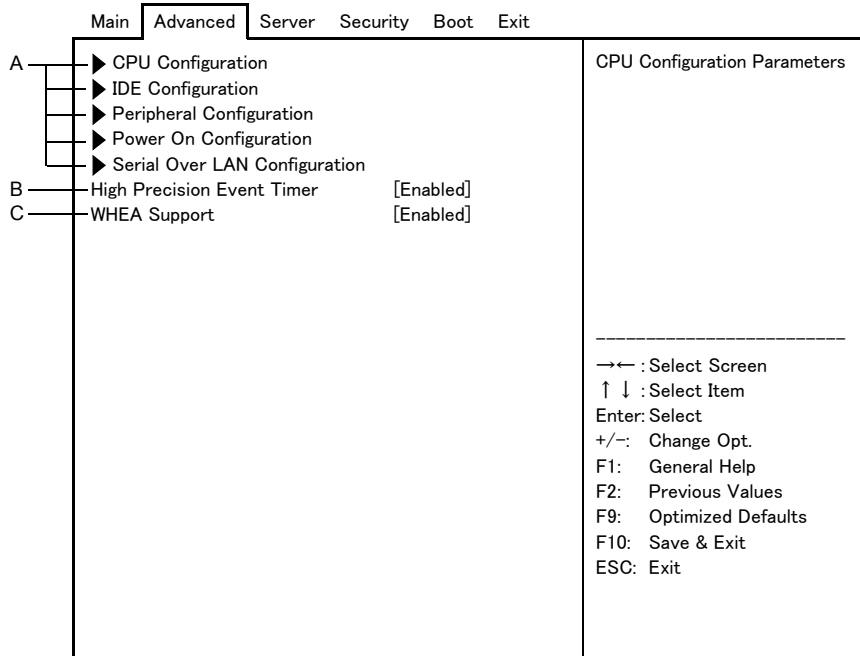 Main Advanced Server Security Boot Exit
A ▶ CPU Configuration
▶ IDE Configuration
▶ Peripheral Configuration
▶ Power On Configuration
▶ Serial Over LAN Configuration
B High Precision Event Timer [Enabled]
C WHEA Support [Enabled]
CPU Configuration Parameters
-------------------------
→← : Select Screen
↑ ↓ : Select Item
Enter: Select
+/-: Change Opt.
F1: General Help
F2: Previous Values
F9: Optimized Defaults
F10: Save & Exit
ESC: Exit